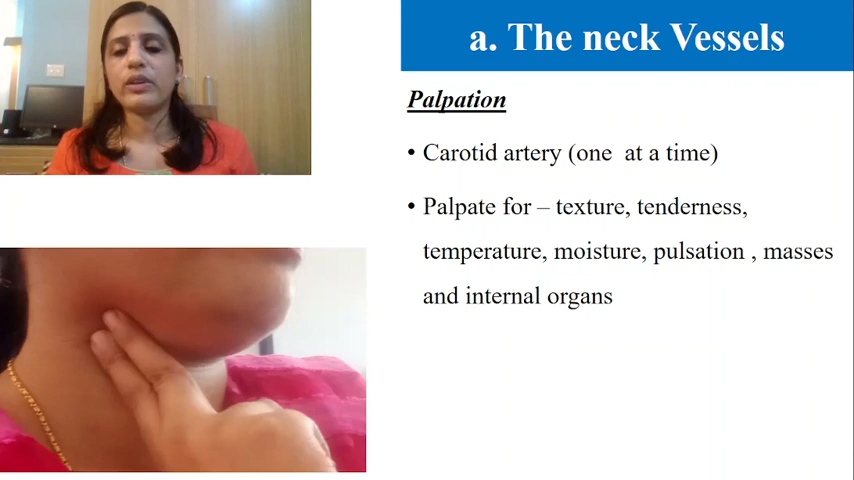 a. The neck Vessels
Palpation
• Carotid artery (one at a time)
• Palpate for – texture, tenderness,
temperature, moisture, pulsation , masses
and internal organs